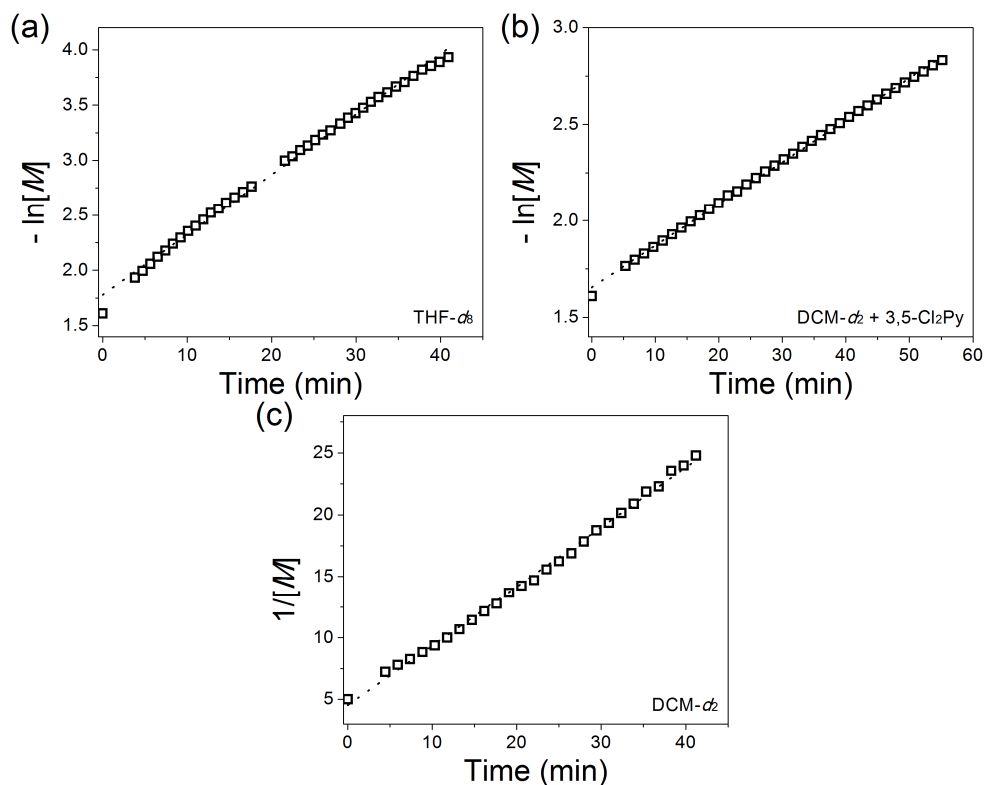 (a)
4.0
3.5
3.0
2.5
2.0
1.5
- ln[M]
0 10 20 30 40
Time (min)
THF-d8
(b)
3.0
2.5
2.0
1.5
- ln[M]
0 10 20 30 40 50 60
Time (min)
DCM-d2 + 3,5-Cl2Py
(c)
25
20
15
10
5
1/[M]
0 10 20 30 40
Time (min)
DCM-d2